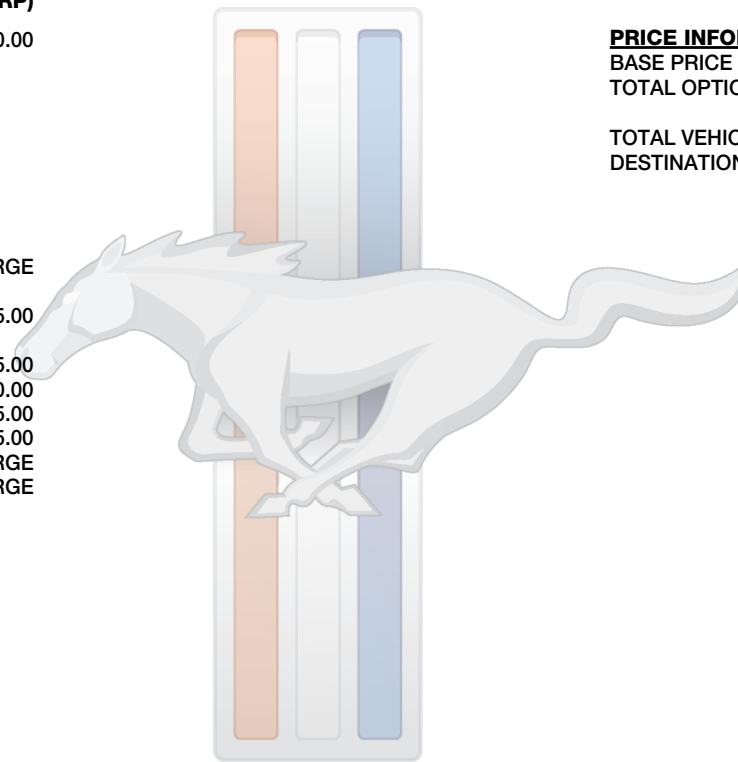 RP)
0.00
RGE
5.00
5.00
0.00
5.00
5.00
RGE
RGE
PRICE INFO
BASE PRICE
TOTAL OPTIO
TOTAL VEHIC
DESTINATION